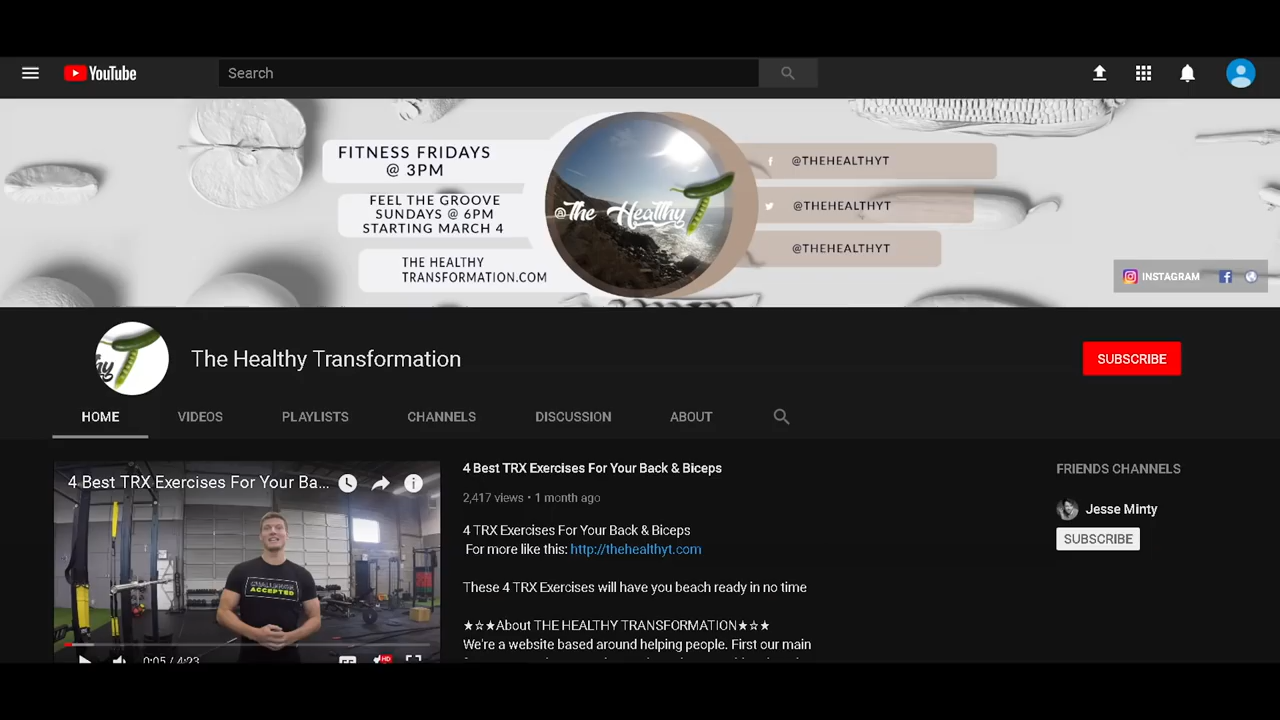 YouTube
Search
FITNESS FRIDAYS
@ 3PM
FEEL THE GROOVE
SUNDAYS @ 6PM
STARTING MARCH 4
THE HEALTHY
TRANSFORMATION.COM
@The Healthy T
@THEHEALTHYT
@THEHEALTHYT
@THEHEALTHYT
INSTAGRAM
The Healthy Transformation
SUBSCRIBE
HOME VIDEOS PLAYLISTS CHANNELS DISCUSSION ABOUT
4 Best TRX Exercises For Your Ba...
CHALLENGE
ACCEPTED
0:05 / 4:23
HD
4 Best TRX Exercises For Your Back & Biceps
2,417 views • 1 month ago
4 TRX Exercises For Your Back & Biceps
For more like this: http://thehealthyt.com
These 4 TRX Exercises will have you beach ready in no time
★☆★About THE HEALTHY TRANSFORMATION★☆★
We're a website based around helping people. First our main
FRIENDS CHANNELS
Jesse Minty
SUBSCRIBE